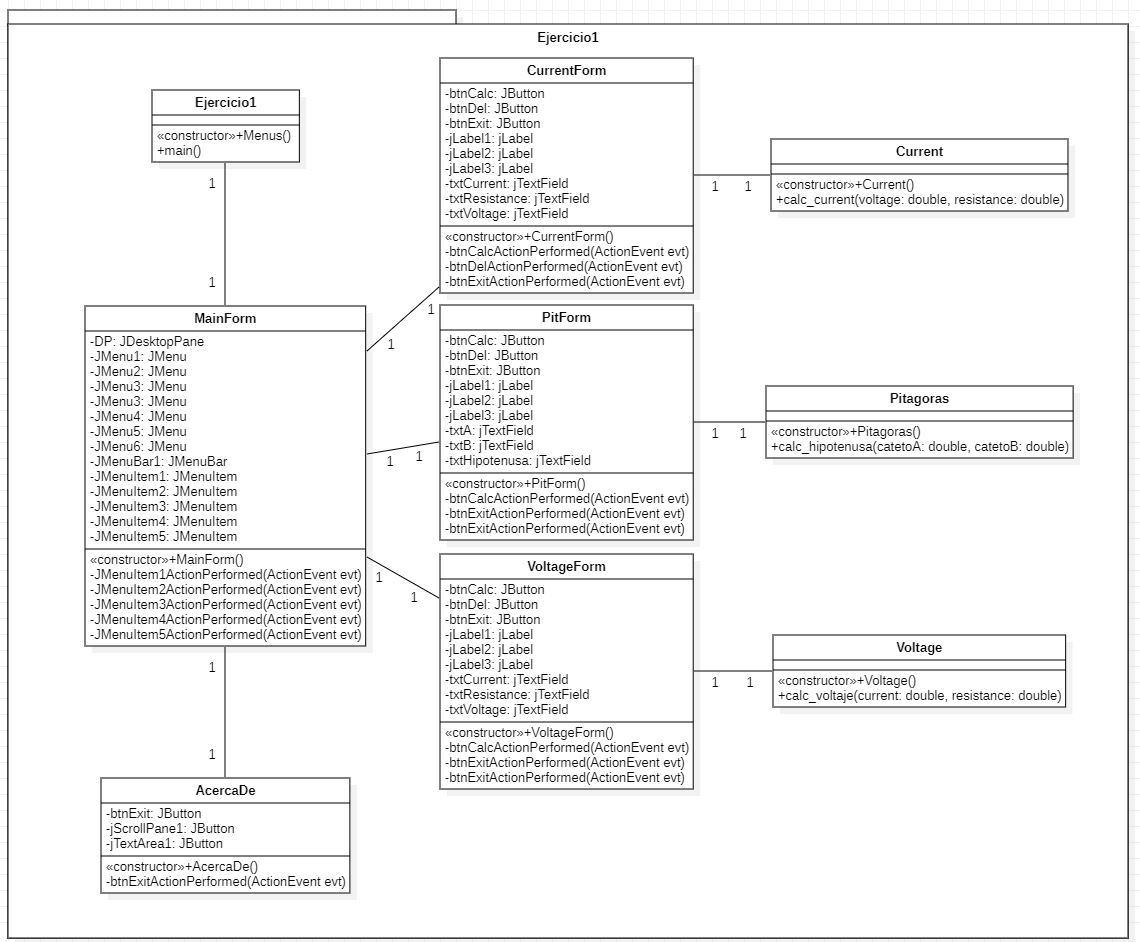 Ejercicio1
Ejercicio1
«constructor»+Menus()
+main()
1
1
MainForm
-DP: JDesktopPane
-JMenu1: JMenu
-JMenu2: JMenu
-JMenu3: JMenu
-JMenu3: JMenu
-JMenu4: JMenu
-JMenu5: JMenu
-JMenu6: JMenu
-JMenuBar1: JMenuBar
-JMenuItem1: JMenuItem
-JMenuItem2: JMenuItem
-JMenuItem3: JMenuItem
-JMenuItem4: JMenuItem
-JMenuItem5: JMenuItem
«constructor»+MainForm()
-JMenuItem1ActionPerformed(ActionEvent evt)
-JMenuItem2ActionPerformed(ActionEvent evt)
-JMenuItem3ActionPerformed(ActionEvent evt)
-JMenuItem4ActionPerformed(ActionEvent evt)
-JMenuItem5ActionPerformed(ActionEvent evt)
1
1
AcercaDe
-btnExit: JButton
-jScrollPane1: JButton
-jTextArea1: JButton
«constructor»+AcercaDe()
-btnExitActionPerformed(ActionEvent evt)
1
1
CurrentForm
-btnCalc: JButton
-btnDel: JButton
-btnExit: JButton
-jLabel1: jLabel
-jLabel2: jLabel
-jLabel3: jLabel
-txtCurrent: jTextField
-txtResistance: jTextField
-txtVoltage: jTextField
«constructor»+CurrentForm()
-btnCalcActionPerformed(ActionEvent evt)
-btnDelActionPerformed(ActionEvent evt)
-btnExitActionPerformed(ActionEvent evt)
1 1
Current
«constructor»+Current()
+calc_current(voltage: double, resistance: double)
1 1
PitForm
-btnCalc: JButton
-btnDel: JButton
-btnExit: JButton
-jLabel1: jLabel
-jLabel2: jLabel
-jLabel3: jLabel
-txtA: jTextField
-txtB: jTextField
-txtHipotenusa: jTextField
«constructor»+PitForm()
-btnCalcActionPerformed(ActionEvent evt)
-btnExitActionPerformed(ActionEvent evt)
-btnExitActionPerformed(ActionEvent evt)
1 1
Pitagoras
«constructor»+Pitagoras()
+calc_hipotenusa(catetoA: double, catetoB: double)
1
1
VoltageForm
-btnCalc: JButton
-btnDel: JButton
-btnExit: JButton
-jLabel1: jLabel
-jLabel2: jLabel
-jLabel3: jLabel
-txtCurrent: jTextField
-txtResistance: jTextField
-txtVoltage: jTextField
«constructor»+VoltageForm()
-btnCalcActionPerformed(ActionEvent evt)
-btnExitActionPerformed(ActionEvent evt)
-btnExitActionPerformed(ActionEvent evt)
1 1
Voltage
«constructor»+Voltage()
+calc_voltaje(current: double, resistance: double)